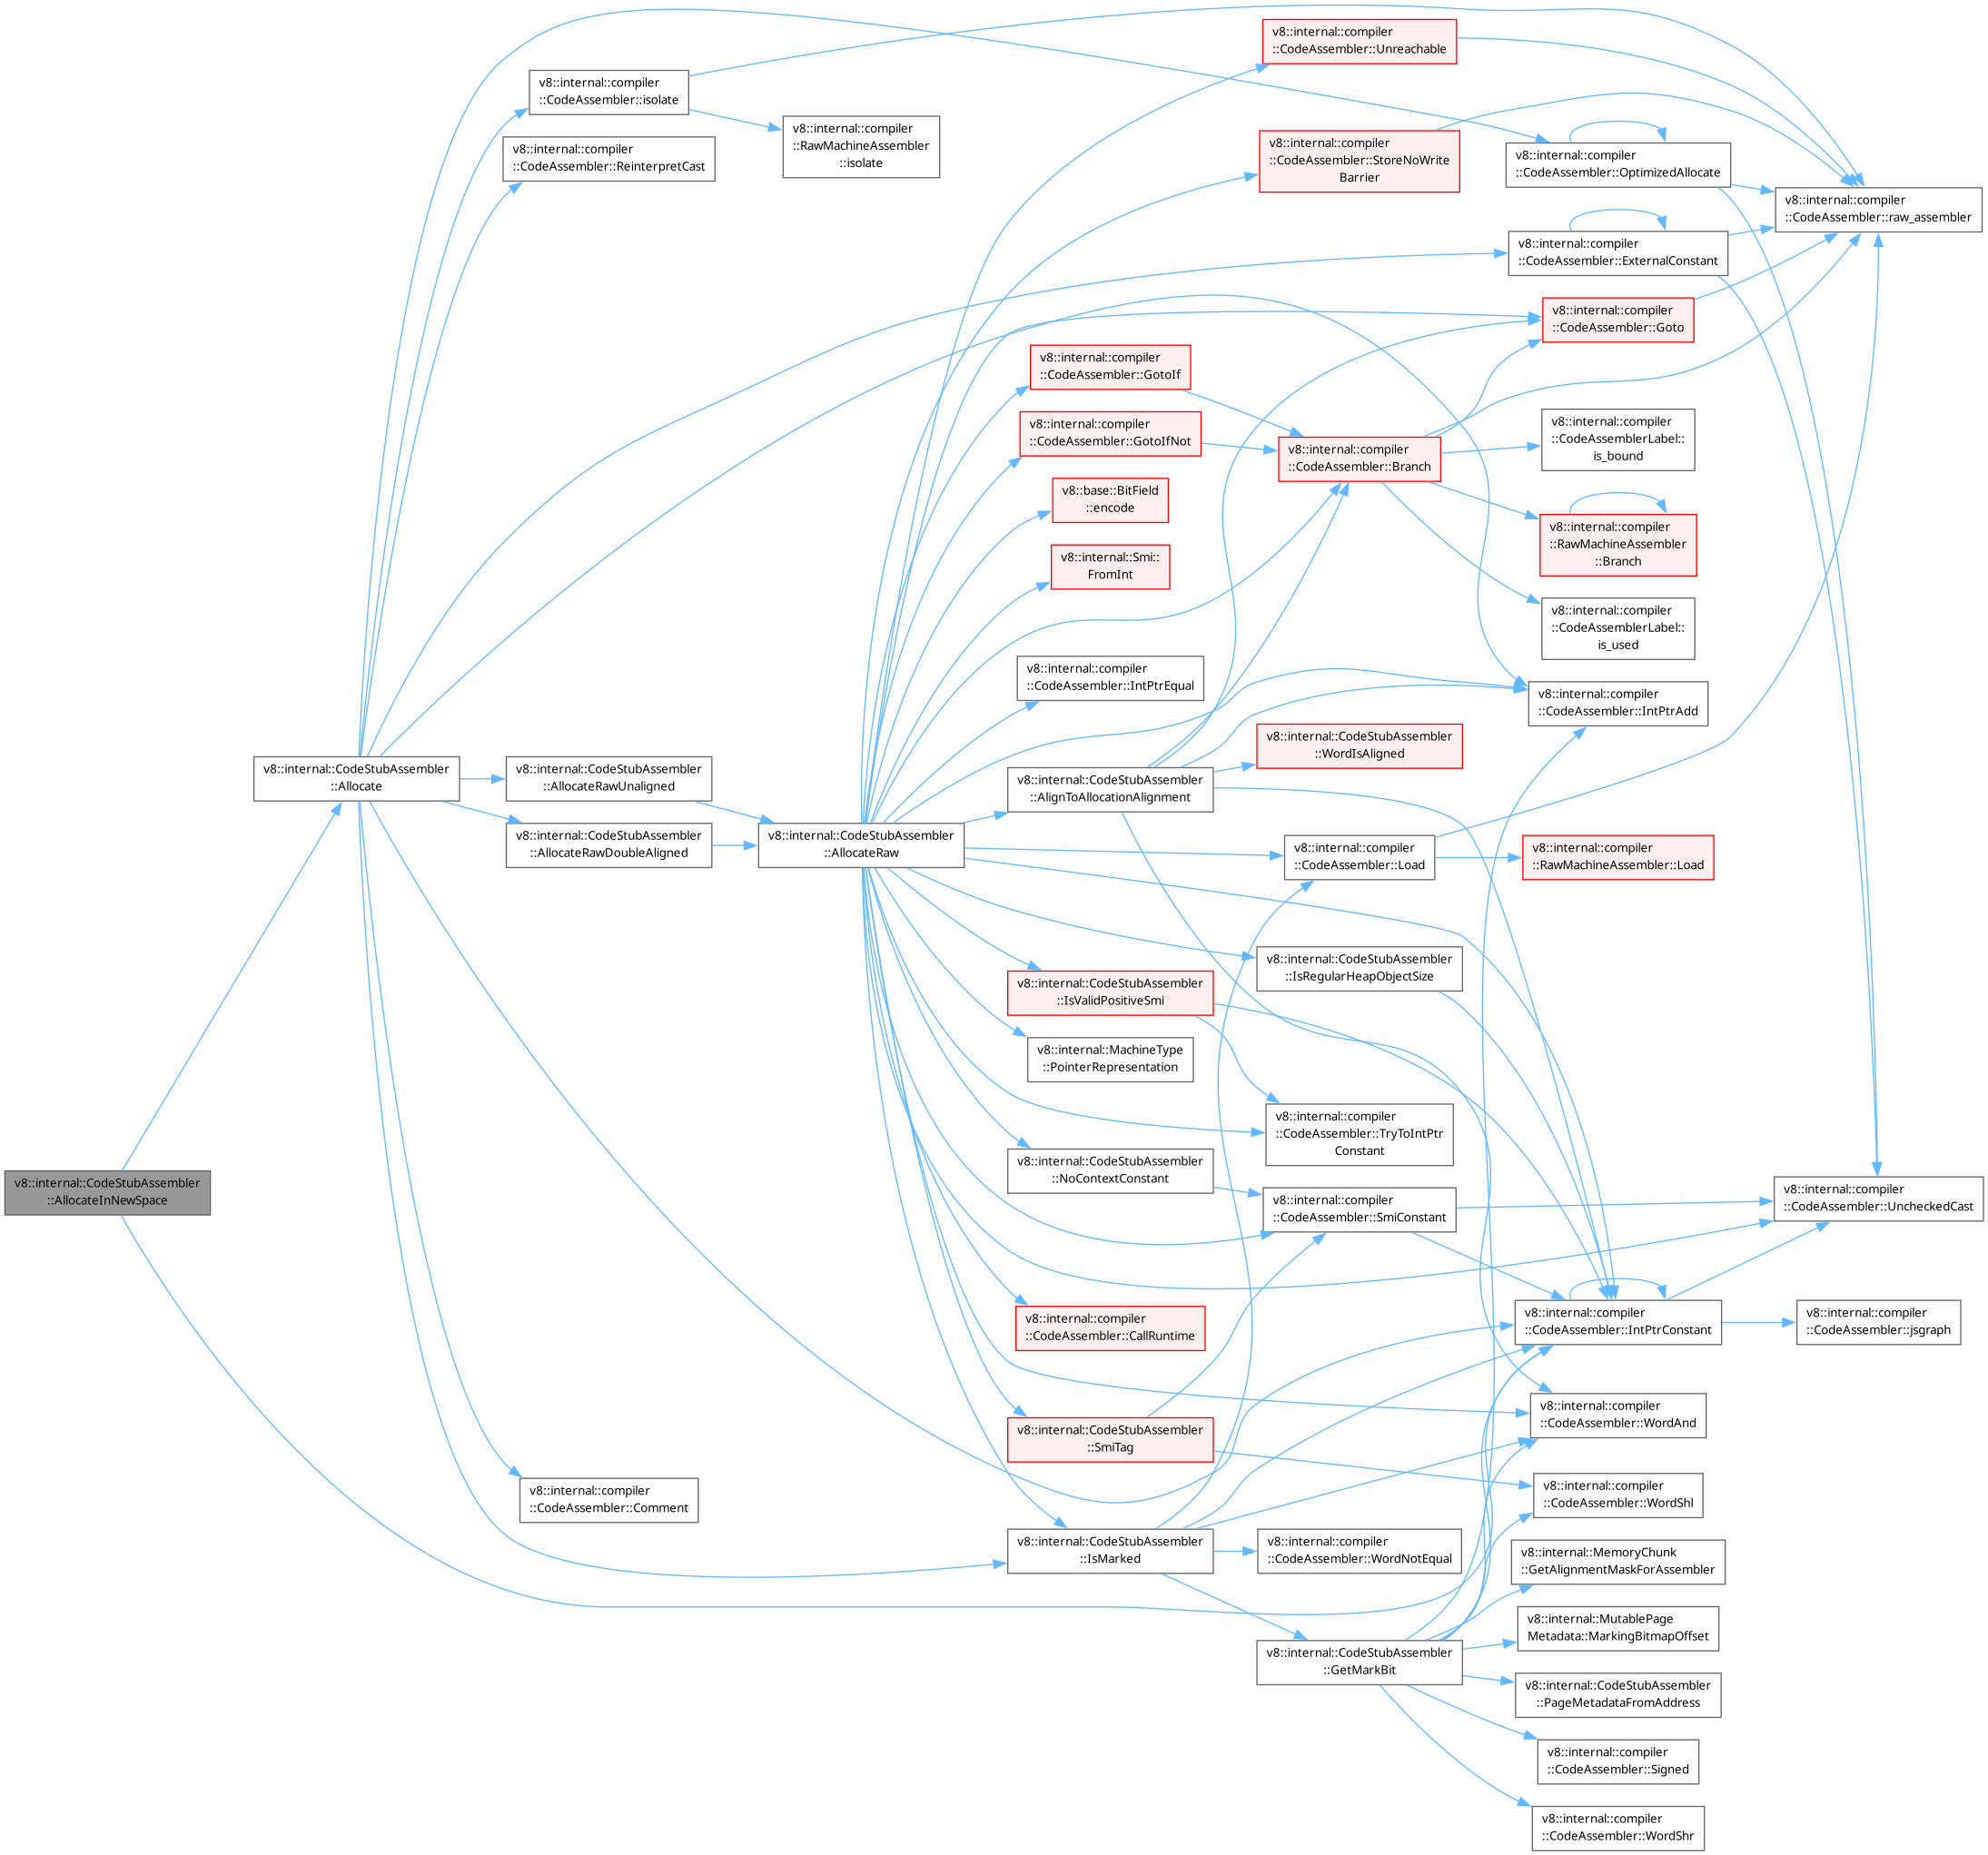 v8::internal::CodeStubAssembler
::AllocateInNewSpace
v8::internal::CodeStubAssembler
::Allocate
v8::internal::compiler
::CodeAssembler::isolate
v8::internal::compiler
::CodeAssembler::ReinterpretCast
v8::internal::CodeStubAssembler
::AllocateRawUnaligned
v8::internal::CodeStubAssembler
::AllocateRawDoubleAligned
v8::internal::compiler
::CodeAssembler::Comment
v8::internal::compiler
::RawMachineAssembler
::isolate
v8::internal::CodeStubAssembler
::AllocateRaw
v8::internal::compiler
::CodeAssembler::GotoIf
v8::internal::compiler
::CodeAssembler::GotoIfNot
v8::base::BitField
::encode
v8::internal::Smi::
FromInt
v8::internal::compiler
::CodeAssembler::IntPtrEqual
v8::internal::CodeStubAssembler
::AlignToAllocationAlignment
v8::internal::CodeStubAssembler
::IsValidPositiveSmi
v8::internal::MachineType
::PointerRepresentation
v8::internal::CodeStubAssembler
::NoContextConstant
v8::internal::compiler
::CodeAssembler::CallRuntime
v8::internal::CodeStubAssembler
::SmiTag
v8::internal::CodeStubAssembler
::IsMarked
v8::internal::compiler
::CodeAssembler::Unreachable
v8::internal::compiler
::CodeAssembler::StoreNoWrite
Barrier
v8::internal::compiler
::CodeAssembler::Branch
v8::internal::CodeStubAssembler
::WordIsAligned
v8::internal::compiler
::CodeAssembler::Load
v8::internal::CodeStubAssembler
::IsRegularHeapObjectSize
v8::internal::compiler
::CodeAssembler::TryToIntPtr
Constant
v8::internal::compiler
::CodeAssembler::SmiConstant
v8::internal::compiler
::CodeAssembler::WordNotEqual
v8::internal::CodeStubAssembler
::GetMarkBit
v8::internal::compiler
::CodeAssembler::OptimizedAllocate
v8::internal::compiler
::CodeAssembler::ExternalConstant
v8::internal::compiler
::CodeAssembler::Goto
v8::internal::compiler
::CodeAssemblerLabel::
is_bound
v8::internal::compiler
::RawMachineAssembler
::Branch
v8::internal::compiler
::CodeAssemblerLabel::
is_used
v8::internal::compiler
::CodeAssembler::IntPtrAdd
v8::internal::compiler
::RawMachineAssembler::Load
v8::internal::compiler
::CodeAssembler::IntPtrConstant
v8::internal::compiler
::CodeAssembler::WordAnd
v8::internal::compiler
::CodeAssembler::WordShl
v8::internal::MemoryChunk
::GetAlignmentMaskForAssembler
v8::internal::MutablePage
Metadata::MarkingBitmapOffset
v8::internal::CodeStubAssembler
::PageMetadataFromAddress
v8::internal::compiler
::CodeAssembler::Signed
v8::internal::compiler
::CodeAssembler::WordShr
v8::internal::compiler
::CodeAssembler::raw_assembler
v8::internal::compiler
::CodeAssembler::UncheckedCast
v8::internal::compiler
::CodeAssembler::jsgraph